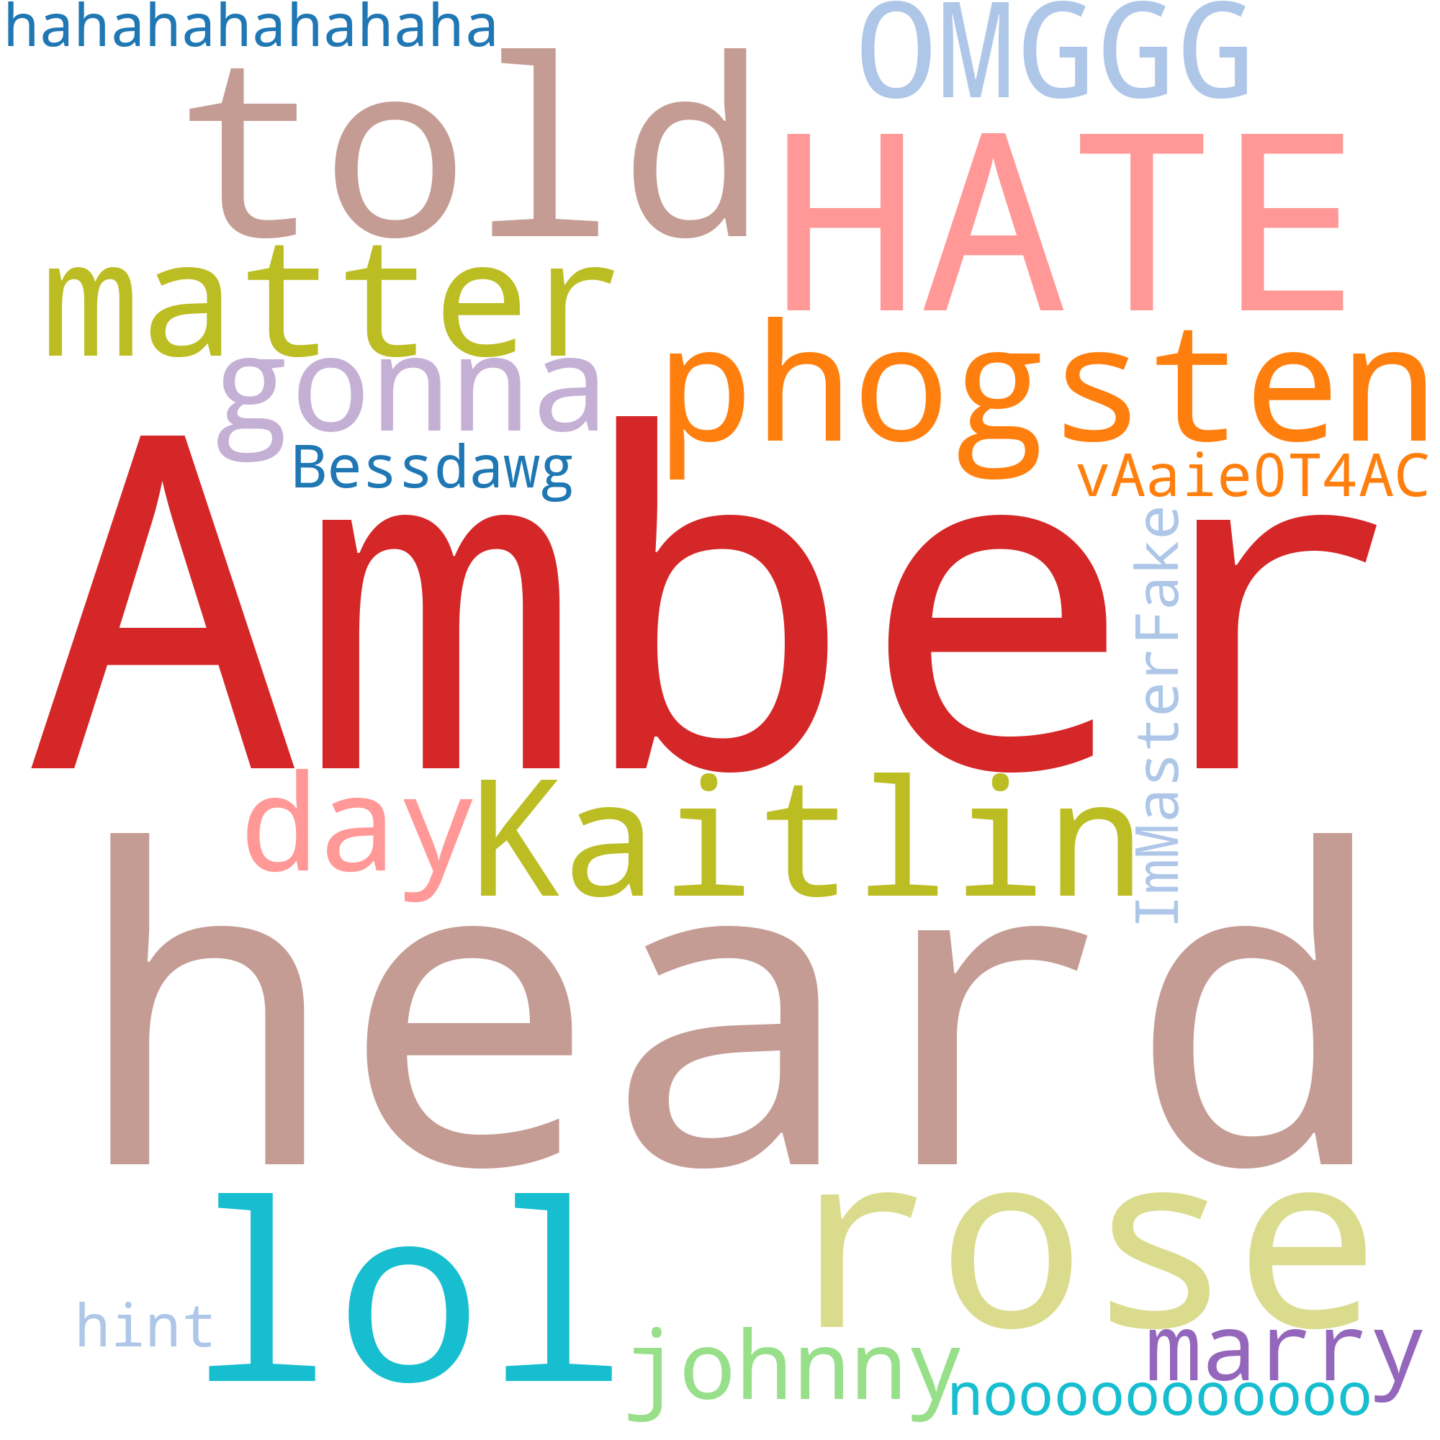 hahahahahahaha
OMGGG
told
HATE
matter
gonna
phogsten
Bessdawg
vAaie0T4AC
Amber
ImMasterFake
day
Kaitlin
heard
lol
rose
hint
johnny
marry
nooooooooooo